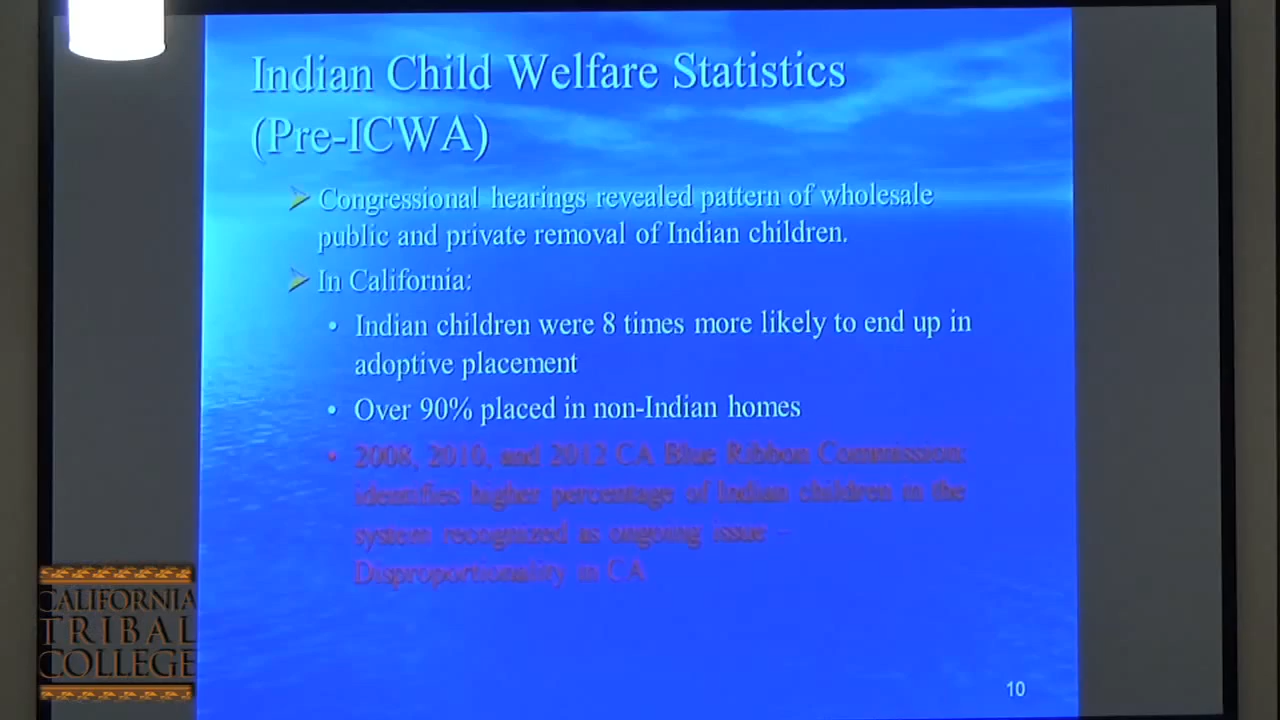 Indian Child Welfare Statistics
(Pre-ICWA)
Congressional hearings revealed pattern of wholesale
public and private removal of Indian children.
In California:
• Indian children were 8 times more likely to end up in
adoptive placement
• Over 90% placed in non-Indian homes
• 2008, 2010, and 2012 CA Blue Ribbon Commission:
identifies higher percentage of Indian children in the
system recognized as ongoing issue –
Disproportionality in CA
CALIFORNIA
TRIBAL
COLLEGE
10